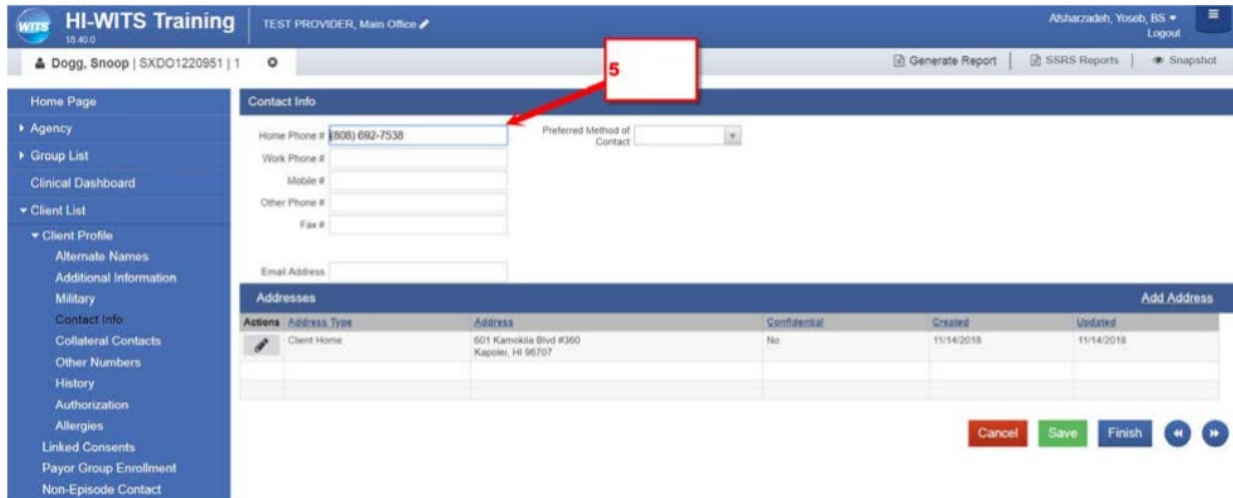 WITS HI-WITS Training
18.40.0
TEST PROVIDER, Main Office
Afsharzadeh, Yoseb, BS
Logout
Dogg, Snoop | SXDO1220951 | 1
Generate Report | SSRS Reports | Snapshot
5
Home Page
Agency
Group List
Clinical Dashboard
Client List
Client Profile
Alternate Names
Additional Information
Military
Contact Info
Collateral Contacts
Other Numbers
History
Authorization
Allergies
Linked Consents
Payor Group Enrollment
Non-Episode Contact
Contact Info
Home Phone # (808) 692-7538
Preferred Method of
Contact
Work Phone #
Mobile #
Other Phone #
Fax #
Email Address
Addresses Add Address
Actions Address Type Address Confidential Created Updated
Client Home 601 Kamokila Blvd #360 No 11/14/2018 11/14/2018
Kapolei, HI 96707
Cancel Save Finish